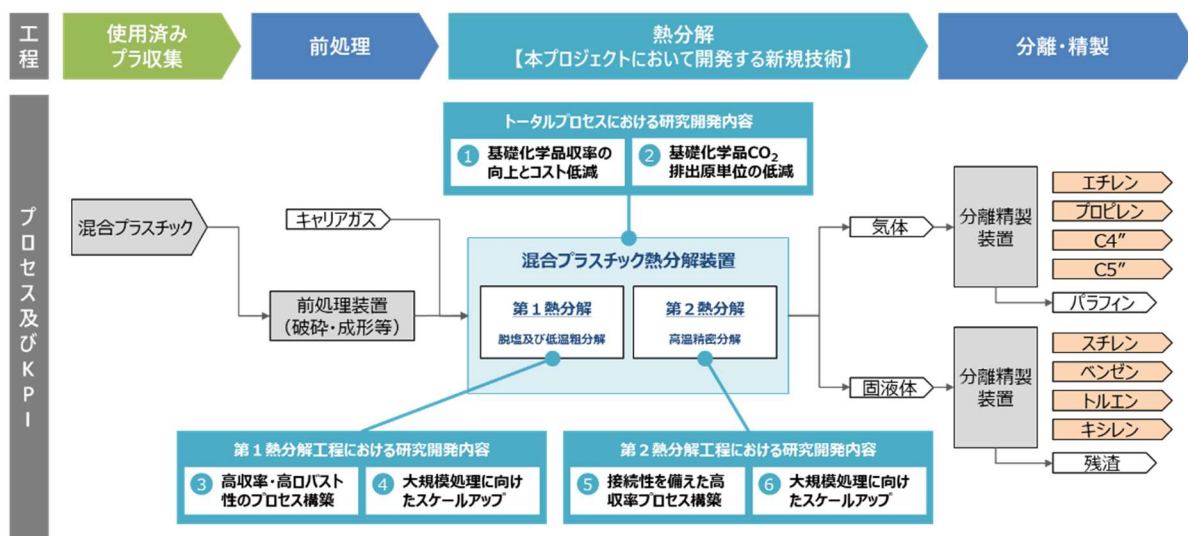 工程
使用済み
プラ収集
前処理
熱分解
【本プロジェクトにおいて開発する新規技術】
分離・精製
プロセス及びKPI
トータルプロセスにおける研究開発内容
1 基礎化学品収率の
向上とコスト低減
2 基礎化学品CO₂
排出原単位の低減
混合プラスチック
キャリアガス
前処理装置
（破砕・成形等）
混合プラスチック熱分解装置
第１熱分解
脱塩及び低温粗分解
第２熱分解
高温精密分解
気体
固液体
分離精製
装置
エチレン
プロピレン
C4”
C5”
パラフィン
分離精製
装置
スチレン
ベンゼン
トルエン
キシレン
残渣
第１熱分解工程における研究開発内容
3 高収率・高ロバスト
性のプロセス構築
4 大規模処理に向け
たスケールアップ
第２熱分解工程における研究開発内容
5 接続性を備えた高
収率プロセス構築
6 大規模処理に向け
たスケールアップ